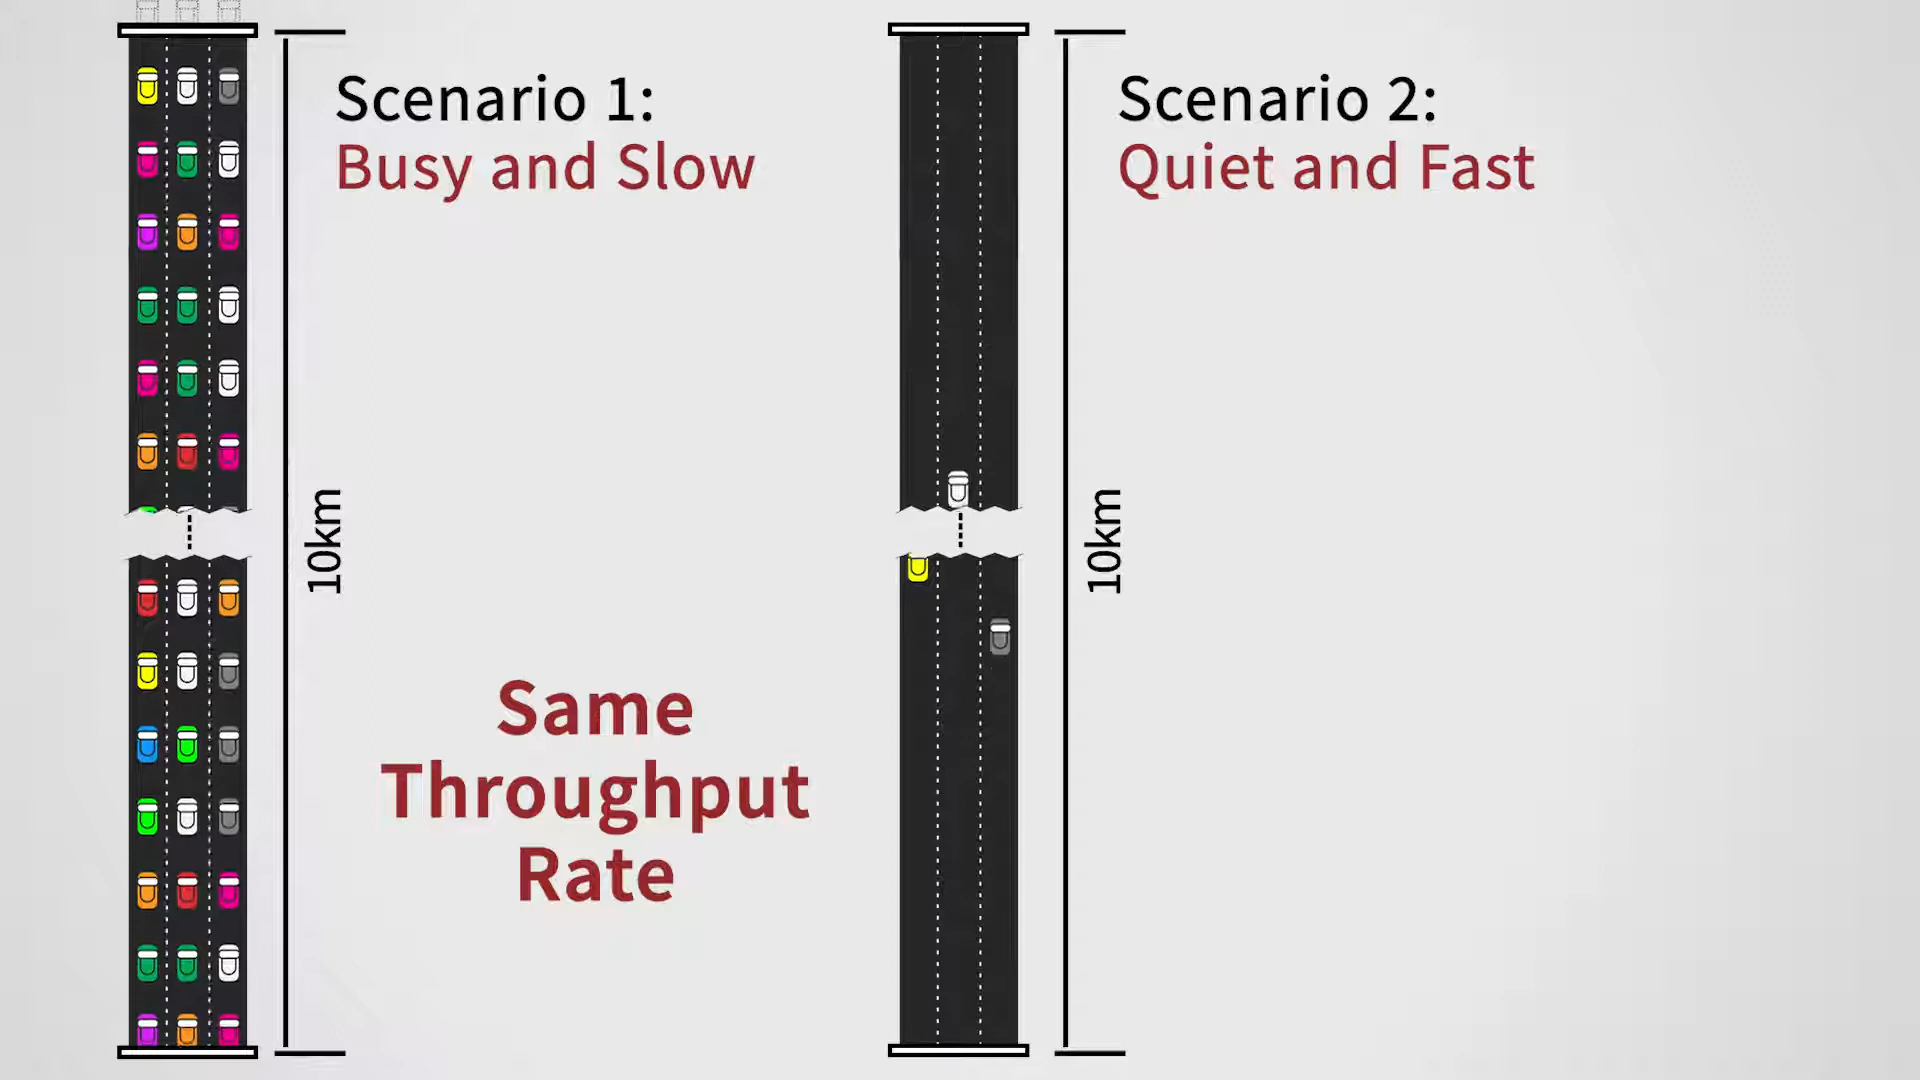 Scenario 1:
Busy and Slow
10km
Same
Throughput
Rate
Scenario 2:
Quiet and Fast
10km